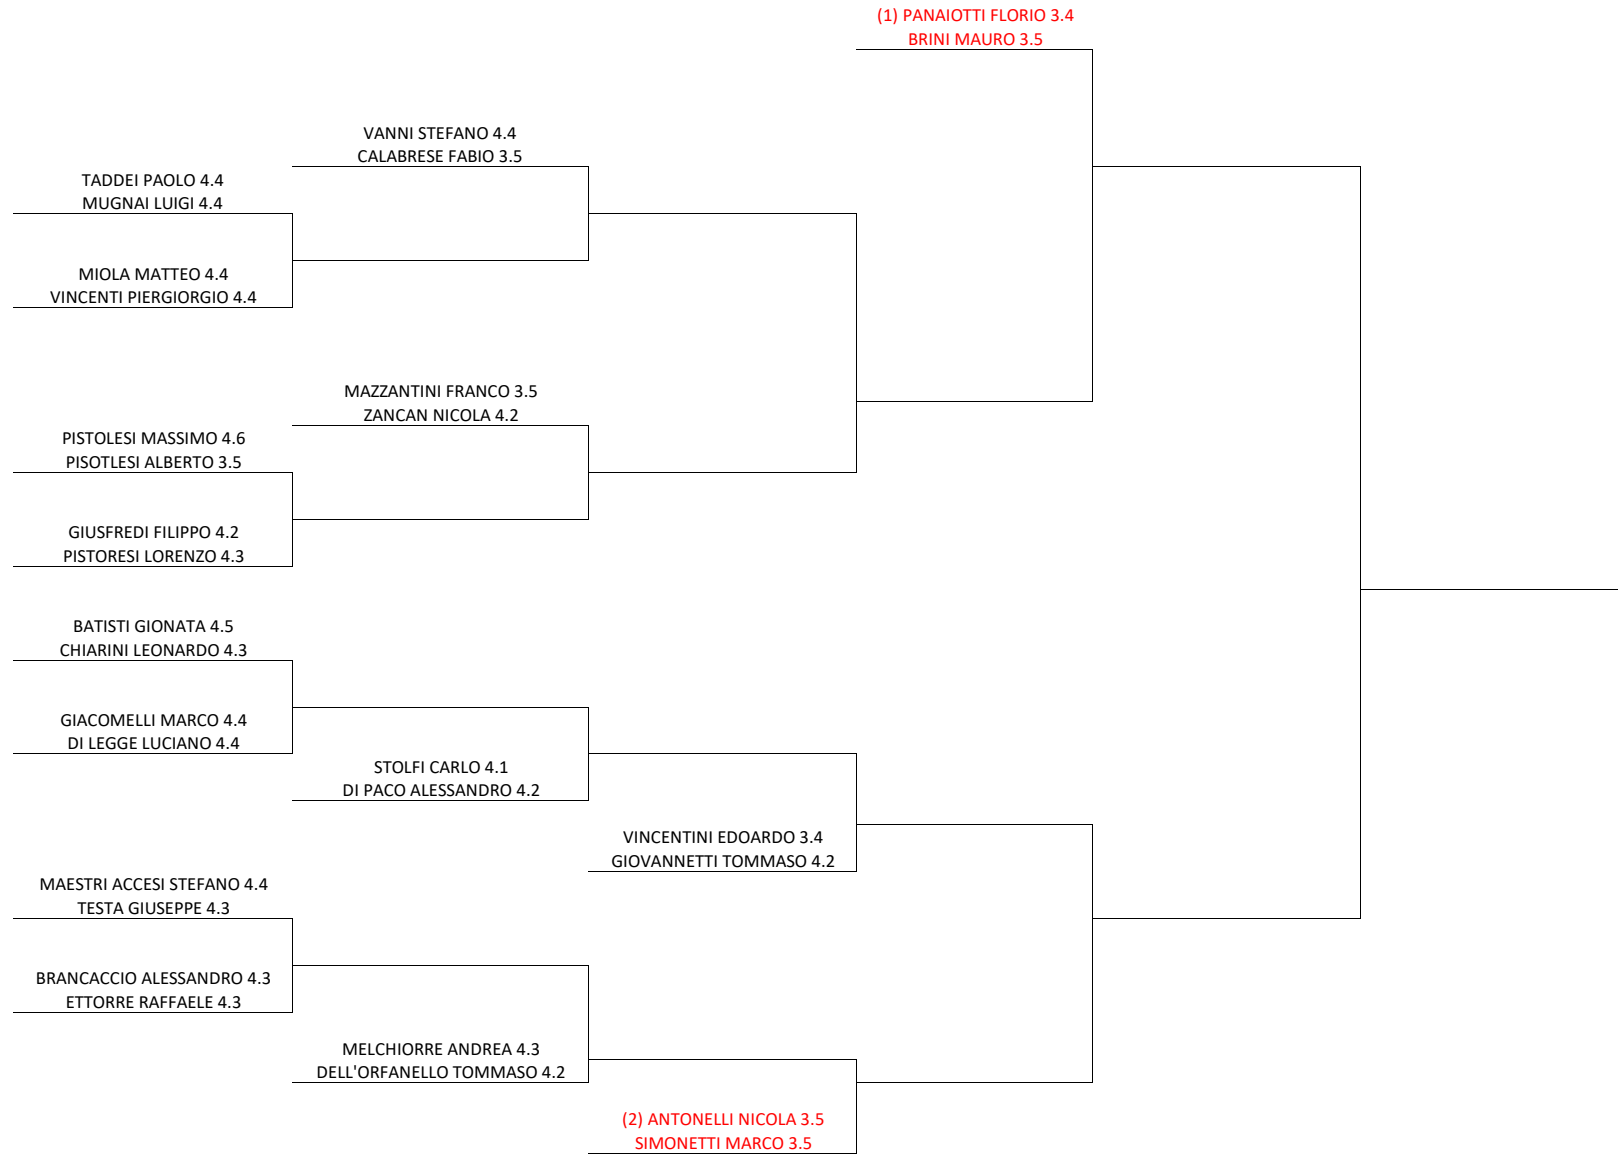 (1) PANAIOTTI FLORIO 3.4
BRINI MAURO 3.5
VANNI STEFANO 4.4
CALABRESE FABIO 3.5
TADDEI PAOLO 4.4
MUGNAI LUIGI 4.4
MIOLA MATTEO 4.4
VINCENTI PIERGIORGIO 4.4
MAZZANTINI FRANCO 3.5
ZANCAN NICOLA 4.2
PISTOLESI MASSIMO 4.6
PISOTLESI ALBERTO 3.5
GIUSFREDI FILIPPO 4.2
PISTORESI LORENZO 4.3
BATISTI GIONATA 4.5
CHIARINI LEONARDO 4.3
GIACOMELLI MARCO 4.4
DI LEGGE LUCIANO 4.4
STOLFI CARLO 4.1
DI PACO ALESSANDRO 4.2
VINCENTINI EDOARDO 3.4
GIOVANNETTI TOMMASO 4.2
MAESTRI ACCESI STEFANO 4.4
TESTA GIUSEPPE 4.3
BRANCACCIO ALESSANDRO 4.3
ETTORRE RAFFAELE 4.3
MELCHIORRE ANDREA 4.3
DELL'ORFANELLO TOMMASO 4.2
(2) ANTONELLI NICOLA 3.5
SIMONETTI MARCO 3.5